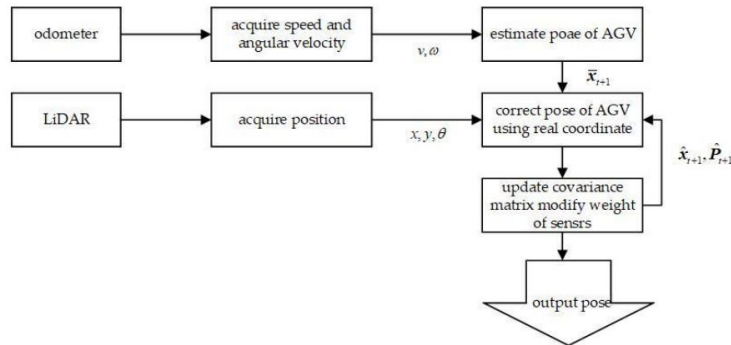 odometer
acquire speed and
angular velocity
v, ω
estimate poae of AGV
x̅ₜ₊₁
LiDAR
acquire position
x, y, θ
correct pose of AGV
using real coordinate
x̂ₜ₊₁, P̂ₜ₊₁
update covariance
matrix modify weight
of sensrs
output pose